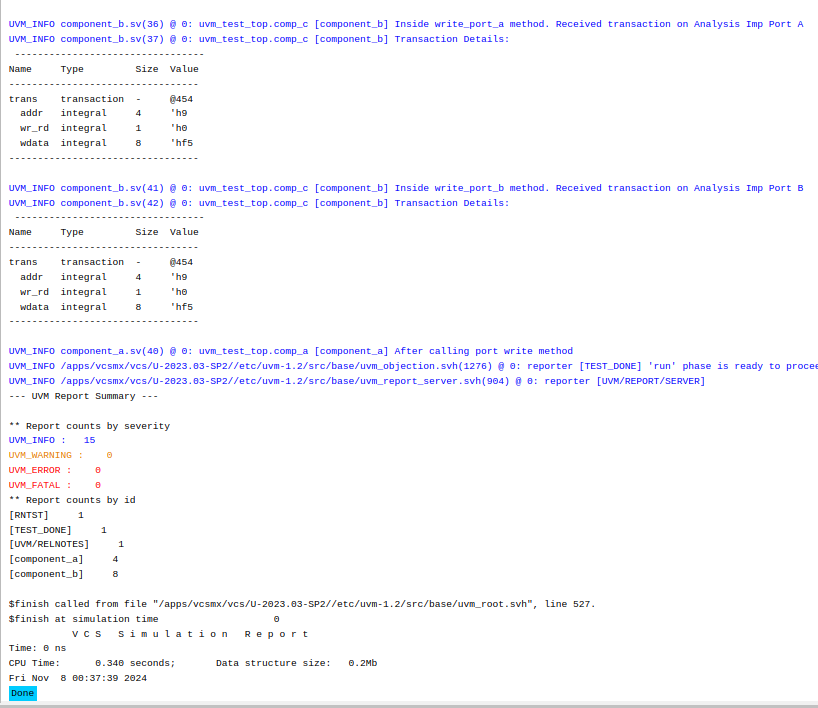 UVM_INFO component_b.sv(36) @ 0: uvm_test_top.comp_c [component_b] Inside write_port_a method. Received transaction on Analysis Imp Port A
UVM_INFO component_b.sv(37) @ 0: uvm_test_top.comp_c [component_b] Transaction Details:
---------------------------------
Name     Type         Size  Value
---------------------------------
trans    transaction  -     @454
  addr   integral     4     'h9
  wr_rd  integral     1     'h0
  wdata  integral     8     'hf5
---------------------------------
UVM_INFO component_b.sv(41) @ 0: uvm_test_top.comp_c [component_b] Inside write_port_b method. Received transaction on Analysis Imp Port B
UVM_INFO component_b.sv(42) @ 0: uvm_test_top.comp_c [component_b] Transaction Details:
---------------------------------
Name     Type         Size  Value
---------------------------------
trans    transaction  -     @454
  addr   integral     4     'h9
  wr_rd  integral     1     'h0
  wdata  integral     8     'hf5
---------------------------------
UVM_INFO component_a.sv(40) @ 0: uvm_test_top.comp_a [component_a] After calling port write method
UVM_INFO /apps/vcsmx/vcs/U-2023.03-SP2//etc/uvm-1.2/src/base/uvm_objection.svh(1276) @ 0: reporter [TEST_DONE] 'run' phase is ready to procee
UVM_INFO /apps/vcsmx/vcs/U-2023.03-SP2//etc/uvm-1.2/src/base/uvm_report_server.svh(904) @ 0: reporter [UVM/REPORT/SERVER]
--- UVM Report Summary ---
** Report counts by severity
UVM_INFO :   15
UVM_WARNING :    0
UVM_ERROR :    0
UVM_FATAL :    0
** Report counts by id
[RNTST]     1
[TEST_DONE]     1
[UVM/RELNOTES]     1
[component_a]     4
[component_b]     8
$finish called from file "/apps/vcsmx/vcs/U-2023.03-SP2//etc/uvm-1.2/src/base/uvm_root.svh", line 527.
$finish at simulation time                    0
           V C S   S i m u l a t i o n   R e p o r t
Time: 0 ns
CPU Time:      0.340 seconds;       Data structure size:   0.2Mb
Fri Nov  8 00:37:39 2024
Done